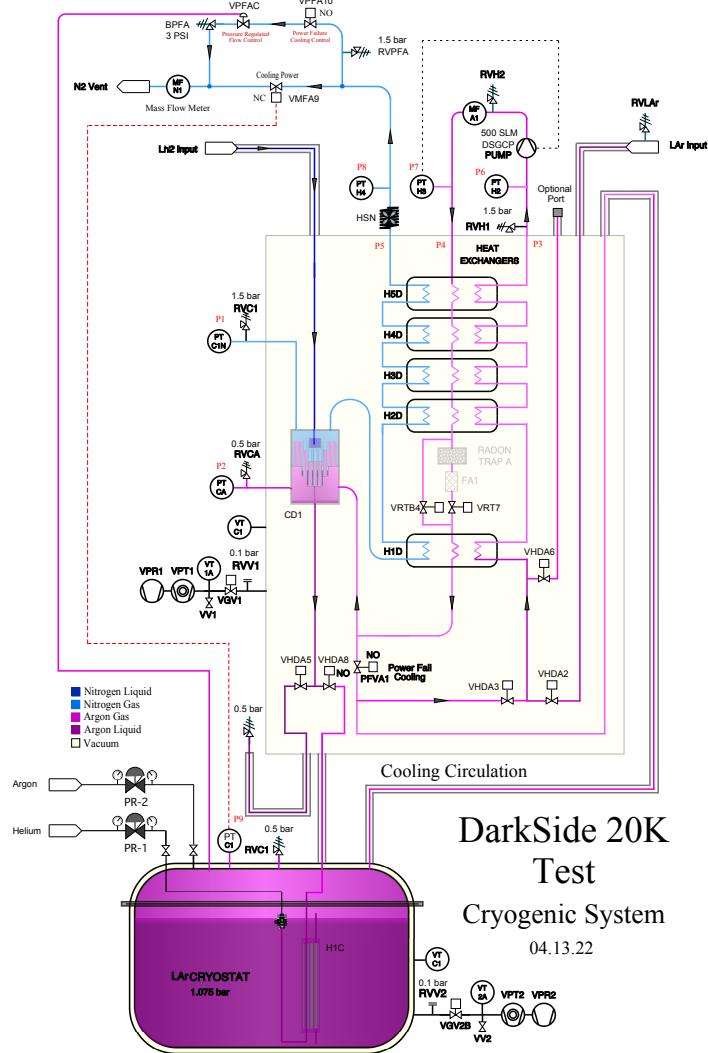 VPFAC
VPFA10
NO
BPFA
3 PSI
Pressure Regulated
Flow Control
Power Failure
Cooling Control
1.5 bar
RVPFA
RVH2
RVLAr
N2 Vent
MF
N1
Mass Flow Meter
Cooling Power
NC
VMFA9
MF
A1
500 SLM
DSGCP
PUMP
LAr Input
Lh2 Input
P8
PT
H4
P7
PT
H3
P6
PT
H2
Optional
Port
HSN
1.5 bar
RVH1
P5
P4
P3
HEAT
EXCHANGERS
H5D
1.5 bar
RVC1
P1
PT
C1N
H4D
H3D
H2D
0.5 bar
RVCA
P2
PT
CA
RADON
TRAP A
FA1
CD1
VRTB4
VRT7
VT
C1
H1D
VHDA6
0.1 bar
RVV1
VPR1
VPT1
VT
1A
VV1
VGV1
VHDA5
VHDA8
NO
NO
PFVA1
Power Fail
Cooling
VHDA3
VHDA2
Nitrogen Liquid
Nitrogen Gas
Argon Gas
Argon Liquid
Vacuum
0.5 bar
Cooling Circulation
Argon
PR-2
Helium
PR-1
P9
PT
C1
0.5 bar
RVC1
DarkSide 20K
Test
Cryogenic System
04.13.22
H1C
LAr CRYOSTAT
1.075 bar
VT
C1
0.1 bar
RVV2
VT
2A
VPT2
VPR2
VGV2B
VV2